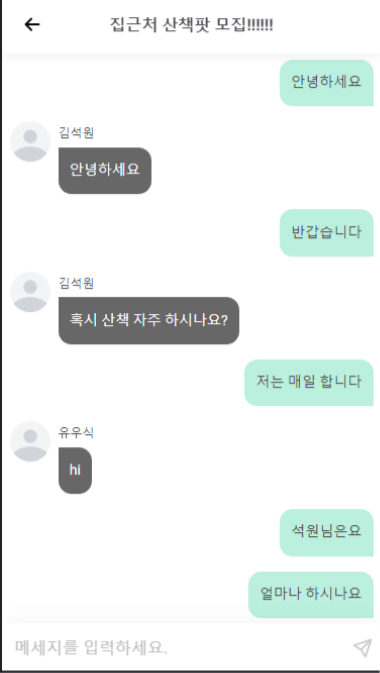 집근처 산책팟 모집!!!!!!
안녕하세요
김석원
안녕하세요
반갑습니다
김석원
혹시 산책 자주 하시나요?
저는 매일 합니다
유우식
hi
석원님은요
얼마나 하시나요
메세지를 입력하세요.